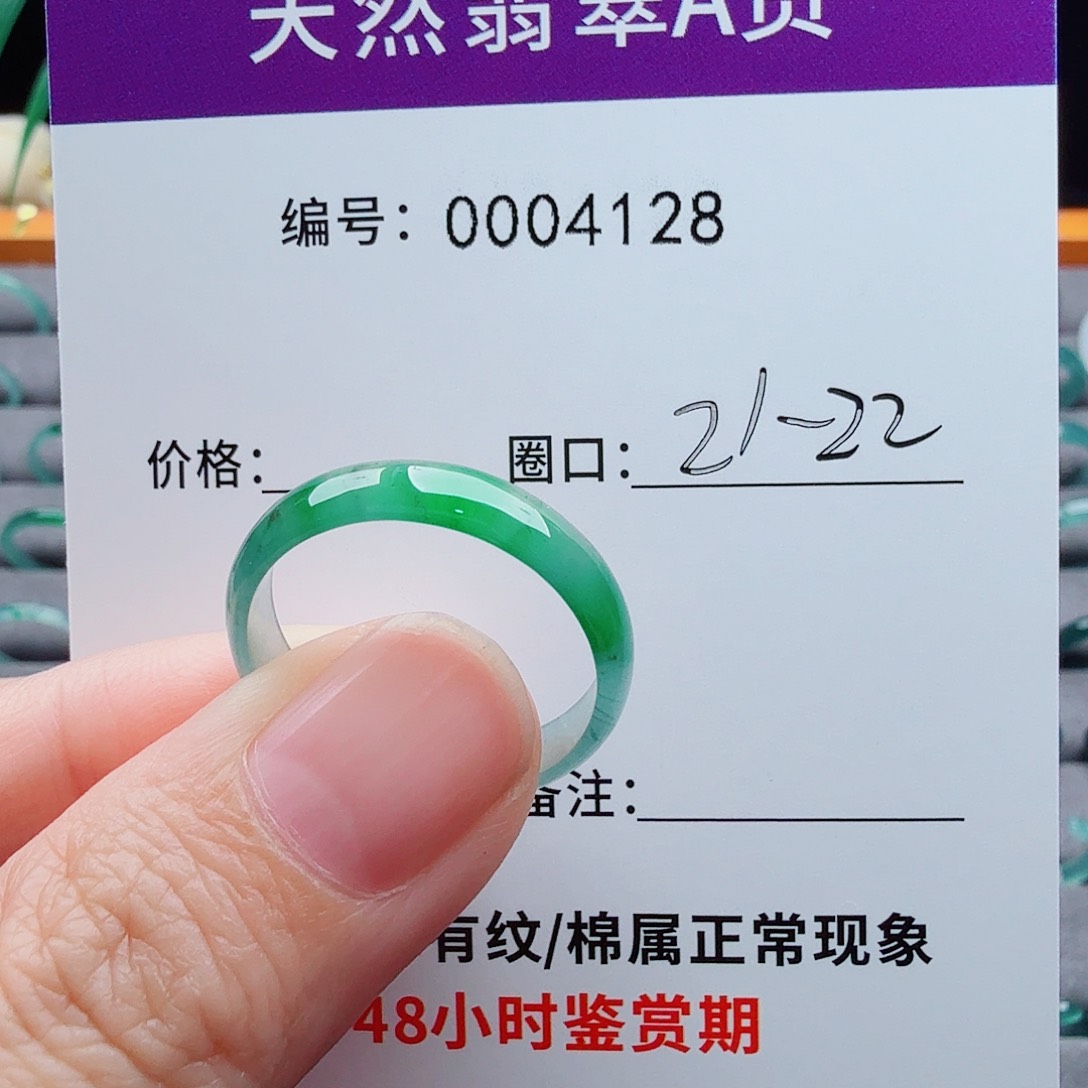 天然翡翠A货
编号：0004128
价格：
圈口：21-22
备注：
有纹/棉属正常现象
48小时鉴赏期